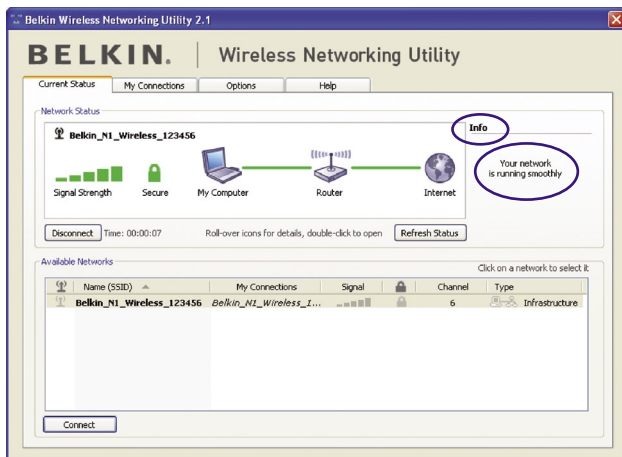 Belkin Wireless Networking Utility 2.1
BELKIN. Wireless Networking Utility
Current Status My Connections Options Help
Network Status
Belkin_N1_Wireless_123456
Signal Strength Secure My Computer Router Internet
Info
Your network
is running smoothly
Disconnect Time: 00:00:07 Roll-over icons for details, double-click to open Refresh Status
Available Networks
Click on a network to select it
Name (SSID) My Connections Signal Channel Type
Belkin_N1_Wireless_123456 Belkin_N1_Wireless_1... 6 Infrastructure
Connect